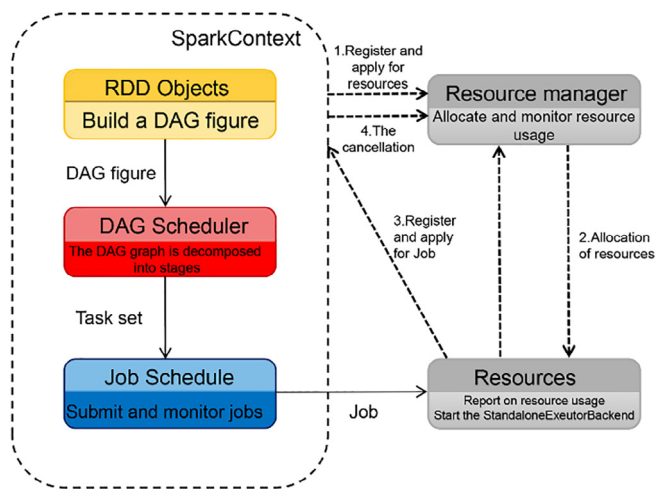 SparkContext
RDD Objects
Build a DAG figure
DAG figure
DAG Scheduler
The DAG graph is decomposed
into stages
Task set
Job Schedule
Submit and monitor jobs
Job
1.Register and
apply for
resources
4.The
cancellation
3.Register
and apply
for Job
Resource manager
Allocate and monitor resource
usage
2.Allocation
of resources
Resources
Report on resource usage
Start the StandaloneExeutorBackend